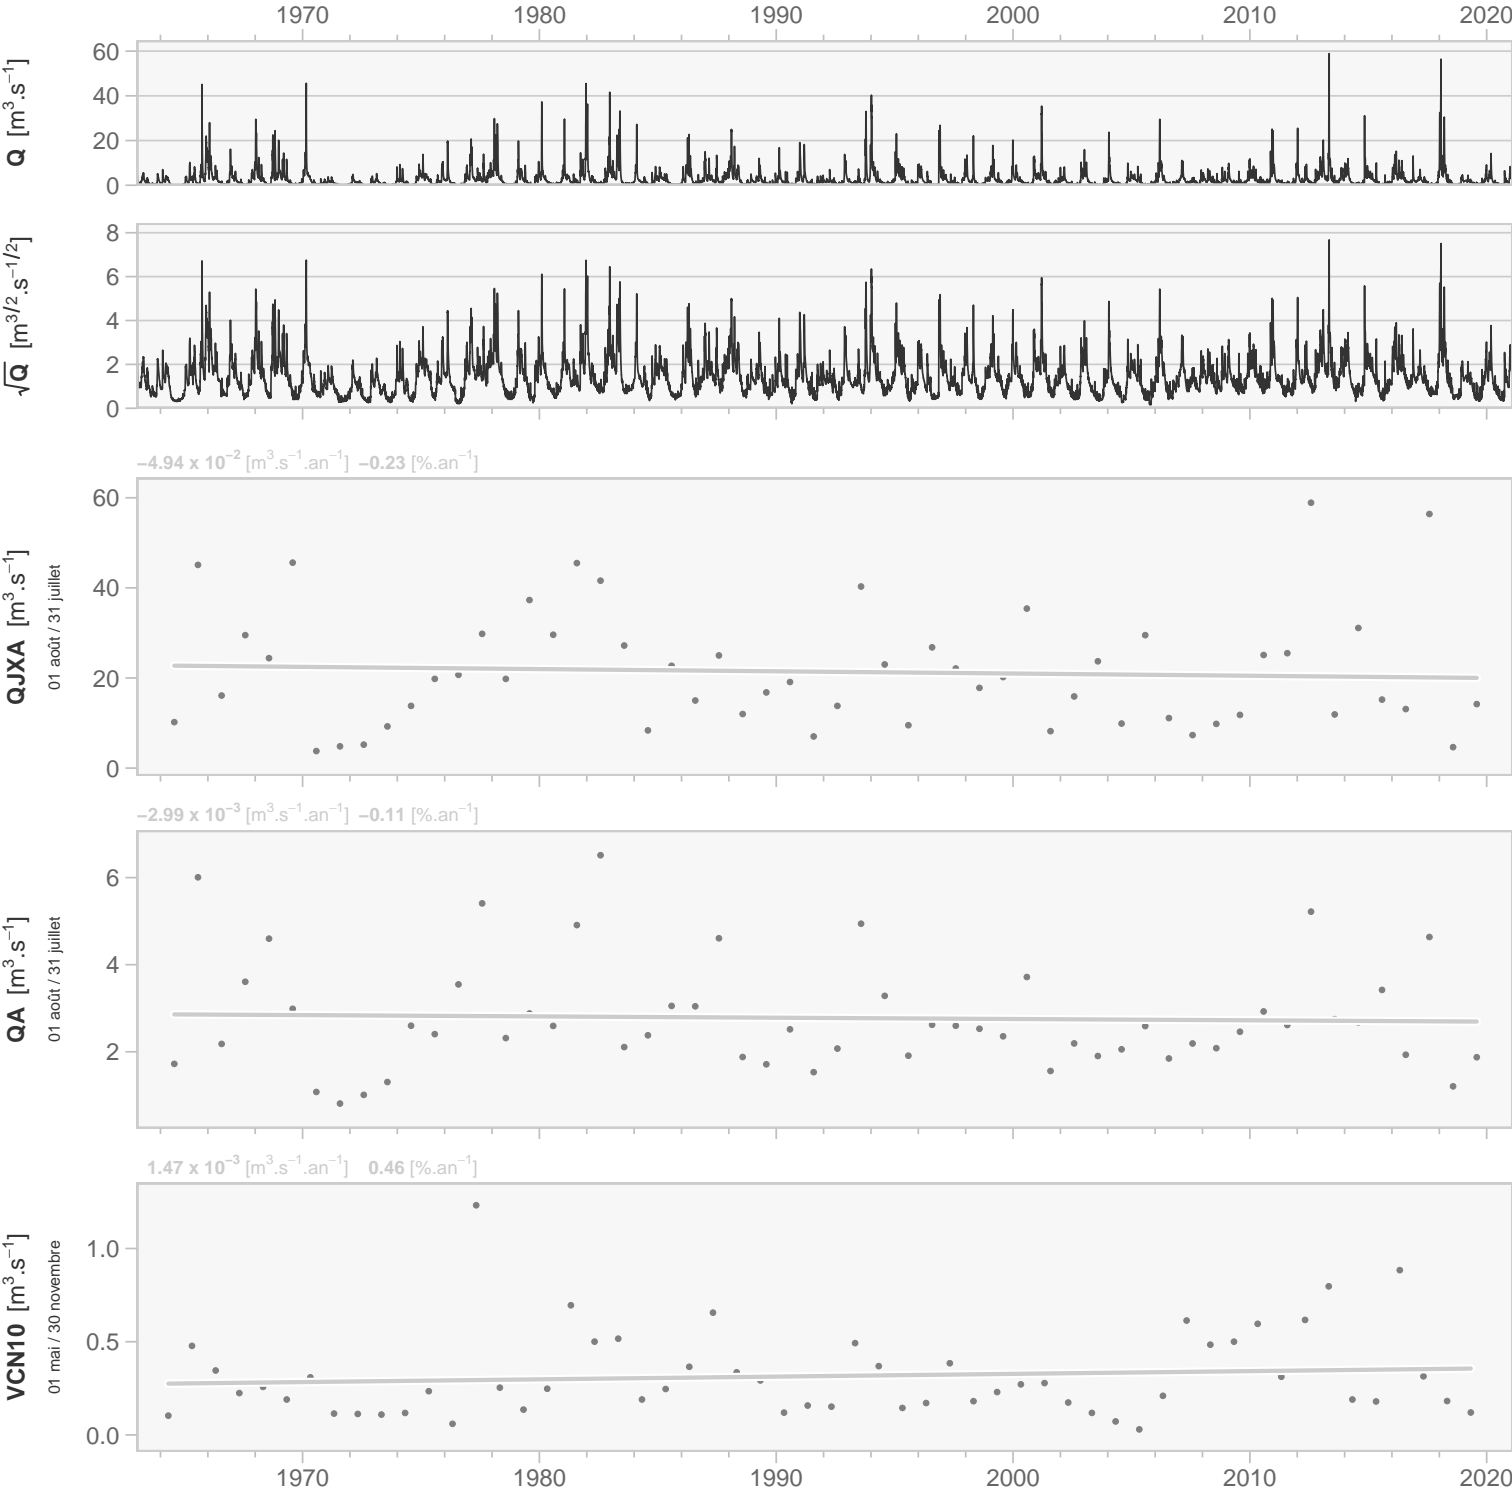 1970 1980 1990 2000 2010 2020
Q [m³.s⁻¹]
60
40
20
0
√Q [m³ᐟ².s⁻¹ᐟ²]
8
6
4
2
0
−4.94 x 10⁻² [m³.s⁻¹.an⁻¹] −0.23 [%.an⁻¹]
QJXA [m³.s⁻¹]
01 août / 31 juillet
60
40
20
0
−2.99 x 10⁻³ [m³.s⁻¹.an⁻¹] −0.11 [%.an⁻¹]
QA [m³.s⁻¹]
01 août / 31 juillet
6
4
2
1.47 x 10⁻³ [m³.s⁻¹.an⁻¹] 0.46 [%.an⁻¹]
VCN10 [m³.s⁻¹]
01 mai / 30 novembre
1.0
0.5
0.0
1970 1980 1990 2000 2010 2020